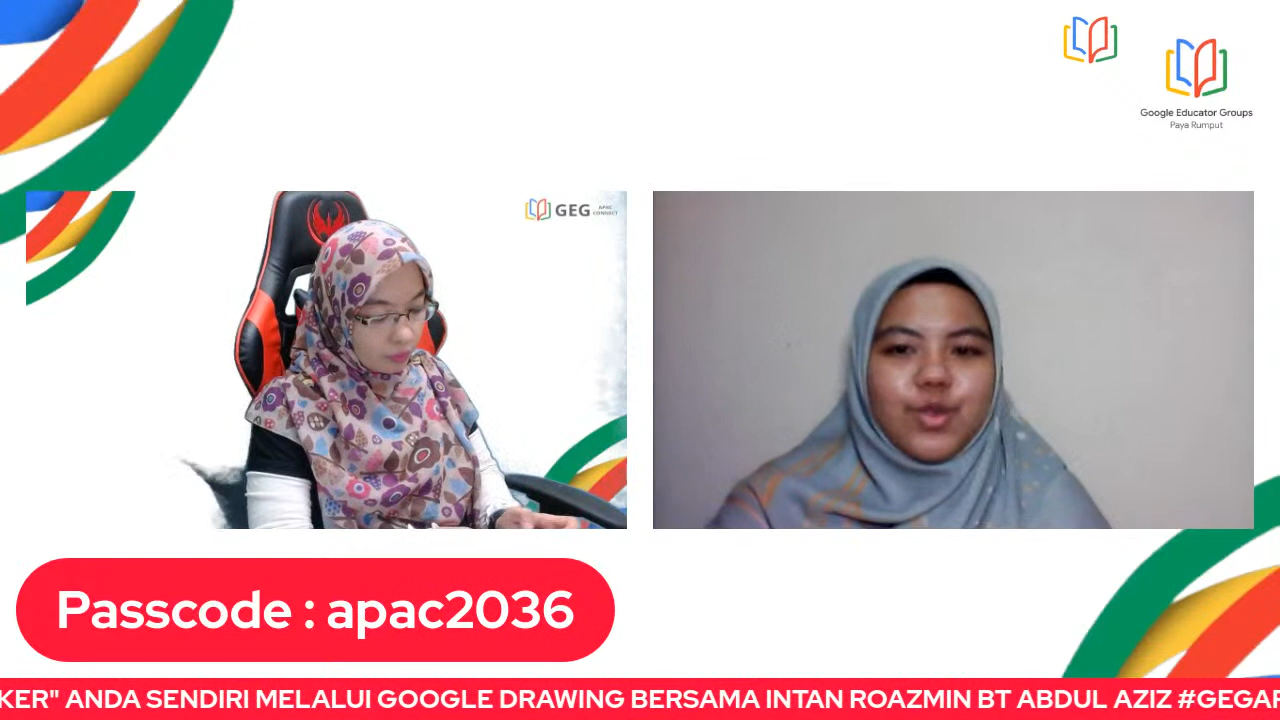 Google Educator Groups
Paya Rumput
GEG APAC CONNECT
Passcode : apac2036
KER" ANDA SENDIRI MELALUI GOOGLE DRAWING BERSAMA INTAN ROAZMIN BT ABDUL AZIZ #GEGAP